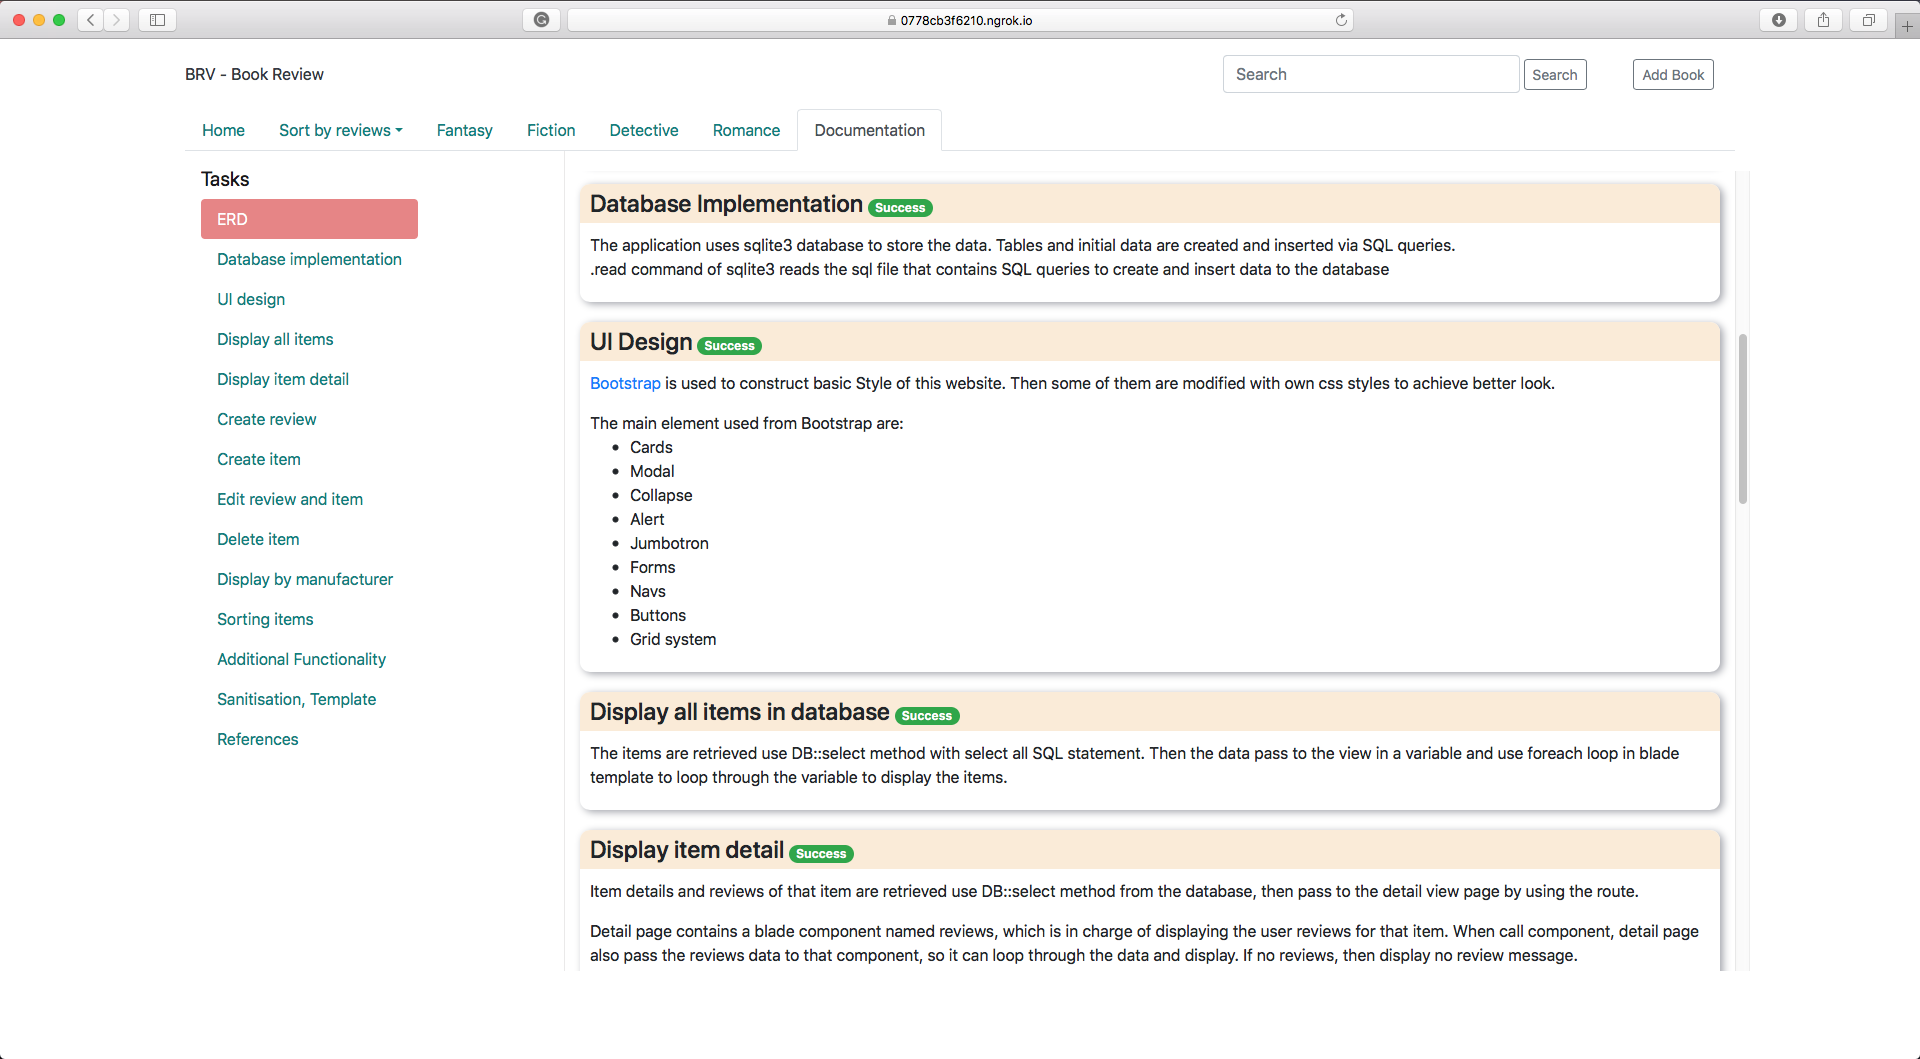 0778cb3f6210.ngrok.io
BRV - Book Review
Search
Search
Add Book
Home
Sort by reviews
Fantasy
Fiction
Detective
Romance
Documentation
Tasks
ERD
Database implementation
UI design
Display all items
Display item detail
Create review
Create item
Edit review and item
Delete item
Display by manufacturer
Sorting items
Additional Functionality
Sanitisation, Template
References
Database Implementation Success
The application uses sqlite3 database to store the data. Tables and initial data are created and inserted via SQL queries.
.read command of sqlite3 reads the sql file that contains SQL queries to create and insert data to the database
UI Design Success
Bootstrap is used to construct basic Style of this website. Then some of them are modified with own css styles to achieve better look.
The main element used from Bootstrap are:
• Cards
• Modal
• Collapse
• Alert
• Jumbotron
• Forms
• Navs
• Buttons
• Grid system
Display all items in database Success
The items are retrieved use DB::select method with select all SQL statement. Then the data pass to the view in a variable and use foreach loop in blade
template to loop through the variable to display the items.
Display item detail Success
Item details and reviews of that item are retrieved use DB::select method from the database, then pass to the detail view page by using the route.
Detail page contains a blade component named reviews, which is in charge of displaying the user reviews for that item. When call component, detail page
also pass the reviews data to that component, so it can loop through the data and display. If no reviews, then display no review message.